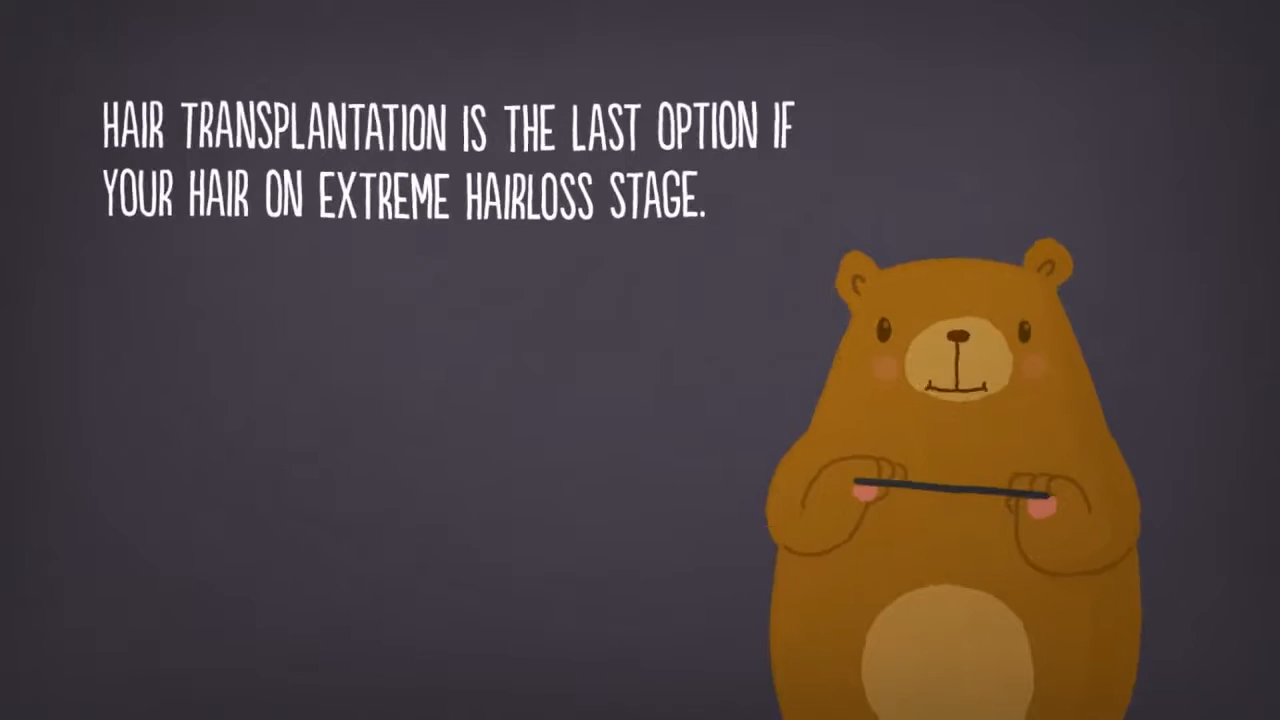 HAIR TRANSPLANTATION IS THE LAST OPTION IF
YOUR HAIR ON EXTREME HAIRLOSS STAGE.